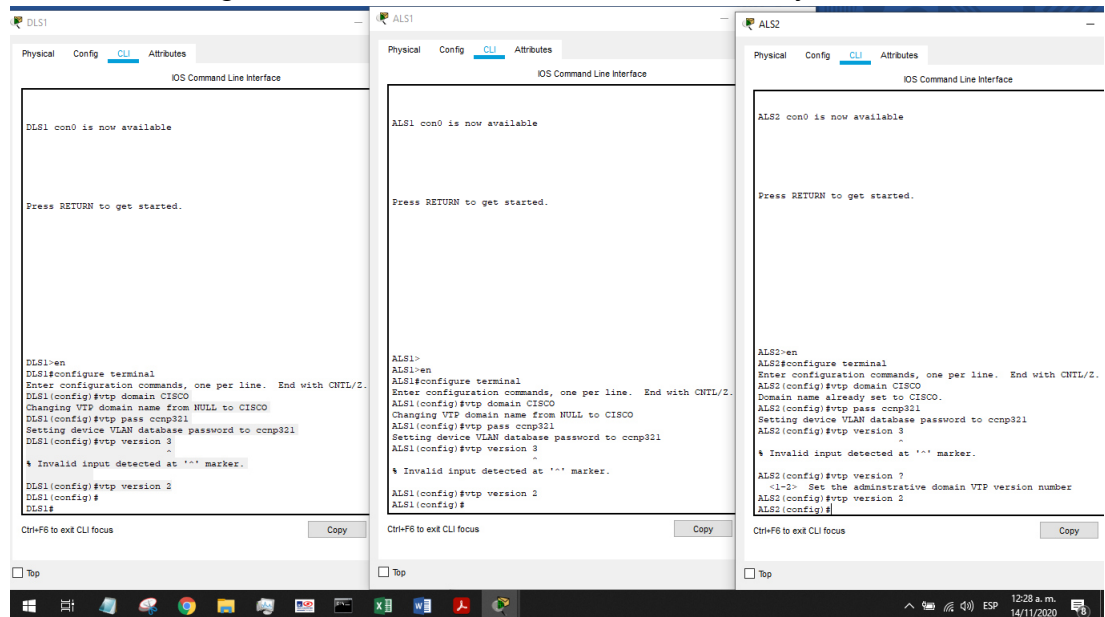 DLS1
Physical Config CLI Attributes
IOS Command Line Interface
DLS1 con0 is now available
Press RETURN to get started.
DLS1>en
DLS1#configure terminal
Enter configuration commands, one per line. End with CNTL/Z.
DLS1(config)#vtp domain CISCO
Changing VTP domain name from NULL to CISCO
DLS1(config)#vtp pass ccnp321
Setting device VLAN database password to ccnp321
DLS1(config)#vtp version 3
^
% Invalid input detected at '^' marker.
DLS1(config)#vtp version 2
DLS1(config)#
DLS1#
Ctrl+F6 to exit CLI focus
Copy
Top
ALS1
Physical Config CLI Attributes
IOS Command Line Interface
ALS1 con0 is now available
Press RETURN to get started.
ALS1>
ALS1>en
ALS1#configure terminal
Enter configuration commands, one per line. End with CNTL/Z.
ALS1(config)#vtp domain CISCO
Changing VTP domain name from NULL to CISCO
ALS1(config)#vtp pass ccnp321
Setting device VLAN database password to ccnp321
ALS1(config)#vtp version 3
^
% Invalid input detected at '^' marker.
ALS1(config)#vtp version 2
ALS1(config)#
Ctrl+F6 to exit CLI focus
Copy
Top
ALS2
Physical Config CLI Attributes
IOS Command Line Interface
ALS2 con0 is now available
Press RETURN to get started.
ALS2>en
ALS2#configure terminal
Enter configuration commands, one per line. End with CNTL/Z.
ALS2(config)#vtp domain CISCO
Domain name already set to CISCO.
ALS2(config)#vtp pass ccnp321
Setting device VLAN database password to ccnp321
ALS2(config)#vtp version 3
^
% Invalid input detected at '^' marker.
ALS2(config)#vtp version ?
<1-2> Set the adminstrative domain VTP version number
ALS2(config)#vtp version 2
ALS2(config)#
Ctrl+F6 to exit CLI focus
Copy
Top
ESP
12:28 a. m.
14/11/2020
8